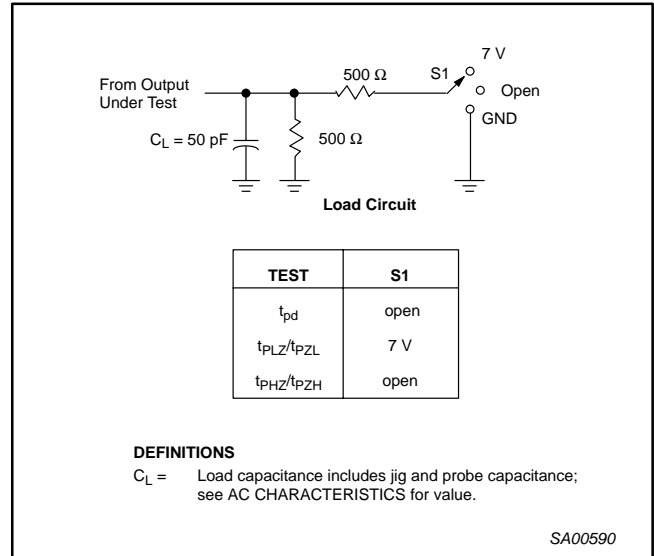 7 V
500 Ω
S1
From Output
Under Test
Open
GND
C_L = 50 pF
500 Ω
Load Circuit
TEST S1
t_pd open
t_PLZ/t_PZL 7 V
t_PHZ/t_PZH open
DEFINITIONS
C_L = Load capacitance includes jig and probe capacitance;
see AC CHARACTERISTICS for value.
SA00590